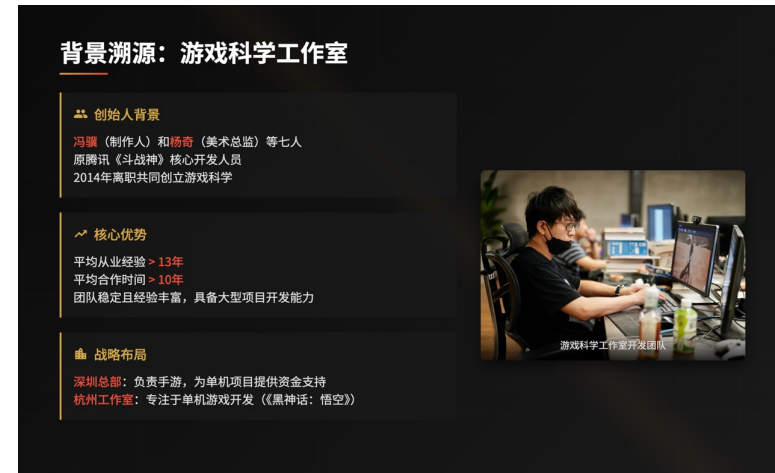 背景溯源：游戏科学工作室
创始人背景
冯骥（制作人）和杨奇（美术总监）等七人
原腾讯《斗战神》核心开发人员
2014年离职共同创立游戏科学
核心优势
平均从业经验 > 13年
平均合作时间 > 10年
团队稳定且经验丰富，具备大型项目开发能力
战略布局
深圳总部：负责手游，为单机项目提供资金支持
杭州工作室：专注于单机游戏开发（《黑神话：悟空》）
游戏科学工作室开发团队